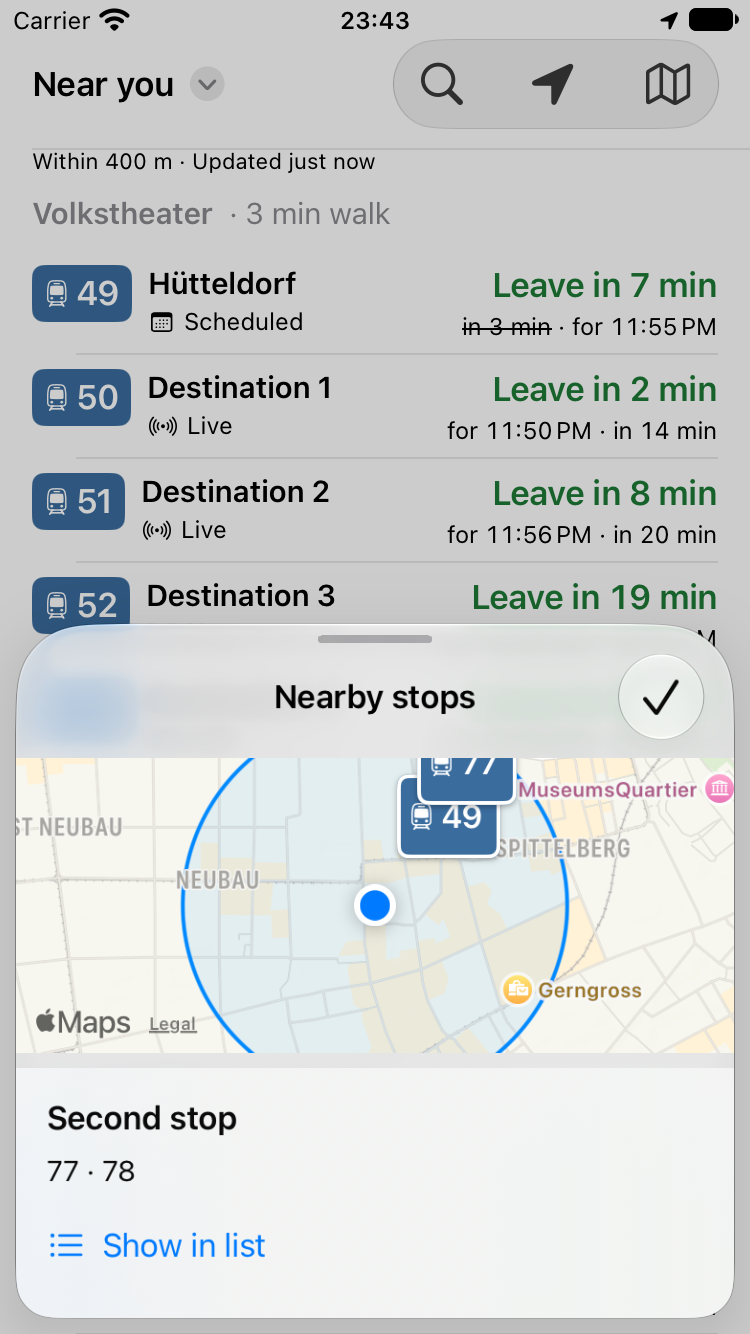 Carrier 23:43
Near you
Within 400 m · Updated just now
Volkstheater · 3 min walk
49 Hütteldorf Leave in 7 min
Scheduled in 3 min · for 11:55 PM
50 Destination 1 Leave in 2 min
Live for 11:50 PM · in 14 min
51 Destination 2 Leave in 8 min
Live for 11:56 PM · in 20 min
52 Destination 3 Leave in 19 min
Nearby stops
77
MuseumsQuartier
49
ST NEUBAU
SPITTELBERG
NEUBAU
Gerngross
Maps Legal
Second stop
77 · 78
Show in list